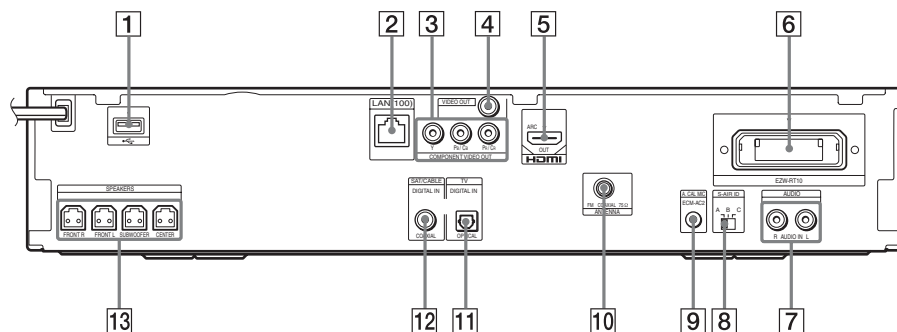 1
2
3
4
5
6
LAN(100)
VIDEO OUT
Y
PB / CB
PR / CR
COMPONENT VIDEO OUT
ARC
OUT
HDMI
EZW-RT10
SPEAKERS
FRONT R
FRONT L
SUBWOOFER
CENTER
SAT/CABLE
DIGITAL IN
COAXIAL
TV
DIGITAL IN
OPTICAL
FM COAXIAL 75Ω
ANTENNA
A. CAL MIC
ECM-AC2
S-AIR ID
A B C
AUDIO
R AUDIO IN L
13
12
11
10
9
8
7